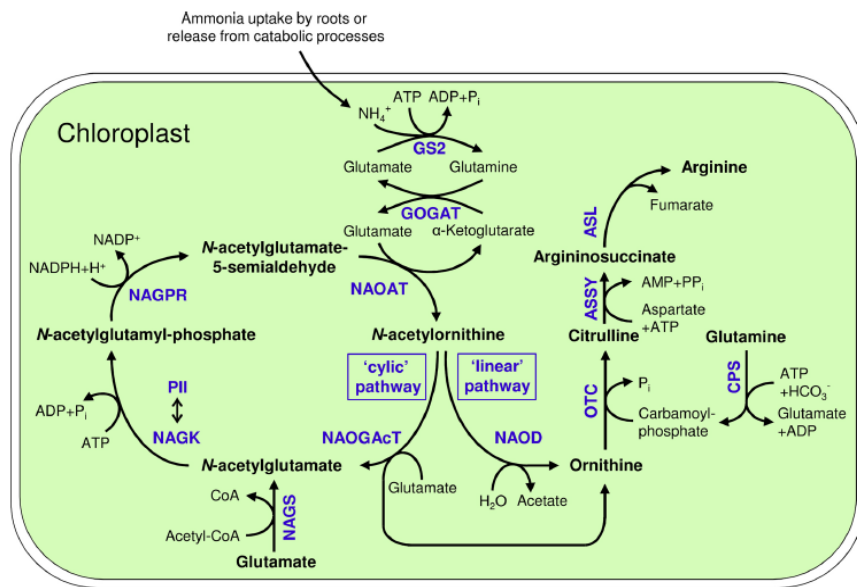 Ammonia uptake by roots or
release from catabolic processes
Chloroplast
NH₄⁺
ATP ADP+Pᵢ
GS2
Glutamate Glutamine
GOGAT
Glutamate α-Ketoglutarate
NAOAT
NADP⁺
NADPH+H⁺
NAGPR
N-acetylglutamate-
5-semialdehyde
N-acetylglutamyl-phosphate
N-acetylornithine
'cylic'
pathway
'linear'
pathway
PII
NAGK
ADP+Pᵢ
ATP
NAOGAcT
Glutamate
NAOD
H₂O Acetate
N-acetylglutamate
CoA
Acetyl-CoA
NAGS
Glutamate
Ornithine
OTC
Pᵢ
Carbamoyl-
phosphate
Glutamine
CPS
ATP
+HCO₃⁻
Glutamate
+ADP
Citrulline
ASSY
AMP+PPᵢ
Aspartate
+ATP
Argininosuccinate
ASL
Fumarate
Arginine